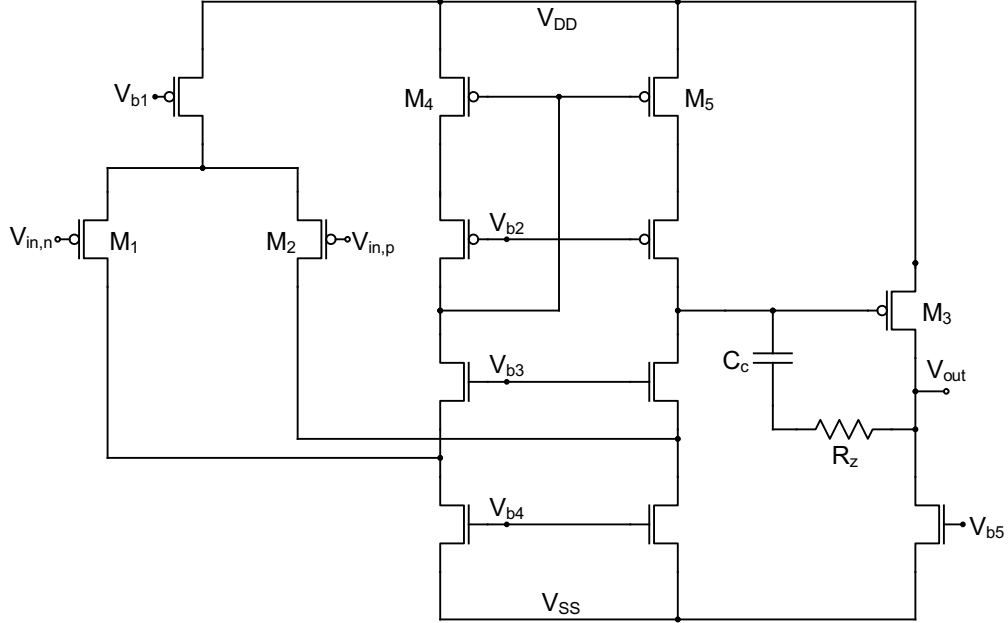 V_DD
V_b1
M_4
M_5
V_in,n
M_1
M_2
V_in,p
V_b2
M_3
V_b3
C_c
V_out
R_z
V_b4
V_b5
V_SS